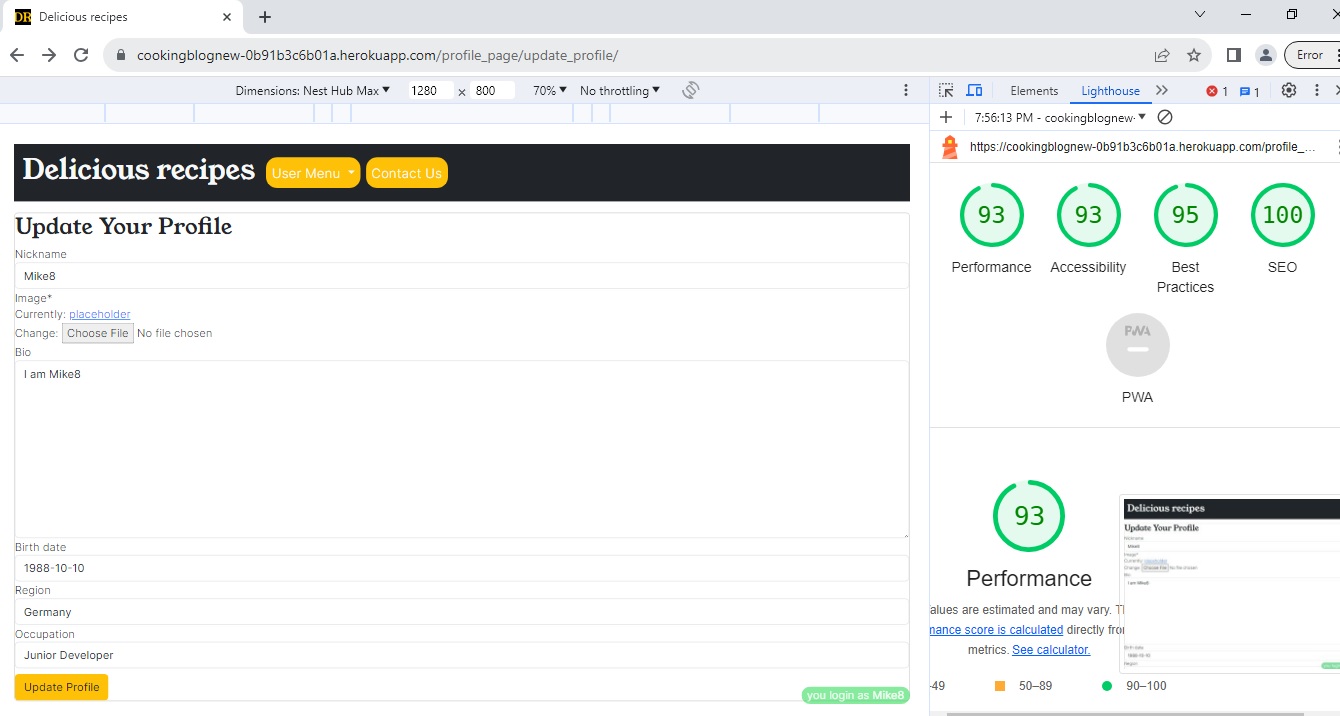 DR Delicious recipes
cookingblognew-0b91b3c6b01a.herokuapp.com/profile_page/update_profile/
Error
Dimensions: Nest Hub Max 1280 x 800 70% No throttling
Elements Lighthouse 1 1
7:56:13 PM - cookingblognew-
https://cookingblognew-0b91b3c6b01a.herokuapp.com/profile_...
Delicious recipes User Menu Contact Us
Update Your Profile
Nickname
Mike8
Image*
Currently: placeholder
Change: Choose File No file chosen
Bio
I am Mike8
Birth date
1988-10-10
Region
Germany
Occupation
Junior Developer
Update Profile
you login as Mike8
93 93 95 100
Performance Accessibility Best Practices SEO
PWA
PWA
93
Performance
alues are estimated and may vary.
mance score is calculated directly
metrics. See calculator.
-49 50–89 90–100
Delicious recipes
Update Your Profile